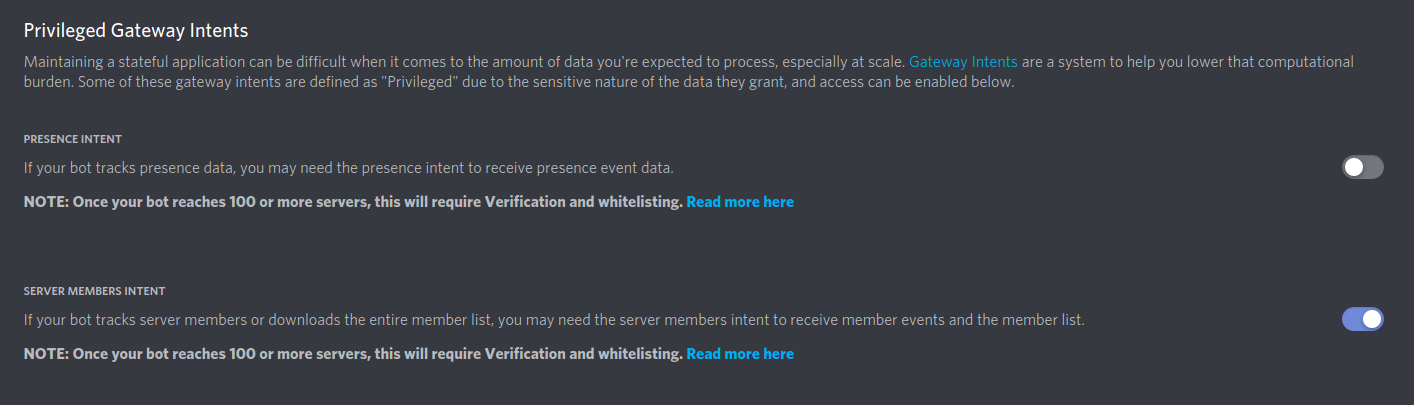 Privileged Gateway Intents
Maintaining a stateful application can be difficult when it comes to the amount of data you're expected to process, especially at scale. Gateway Intents are a system to help you lower that computational
burden. Some of these gateway intents are defined as "Privileged" due to the sensitive nature of the data they grant, and access can be enabled below.
PRESENCE INTENT
If your bot tracks presence data, you may need the presence intent to receive presence event data.
NOTE: Once your bot reaches 100 or more servers, this will require Verification and whitelisting. Read more here
SERVER MEMBERS INTENT
If your bot tracks server members or downloads the entire member list, you may need the server members intent to receive member events and the member list.
NOTE: Once your bot reaches 100 or more servers, this will require Verification and whitelisting. Read more here